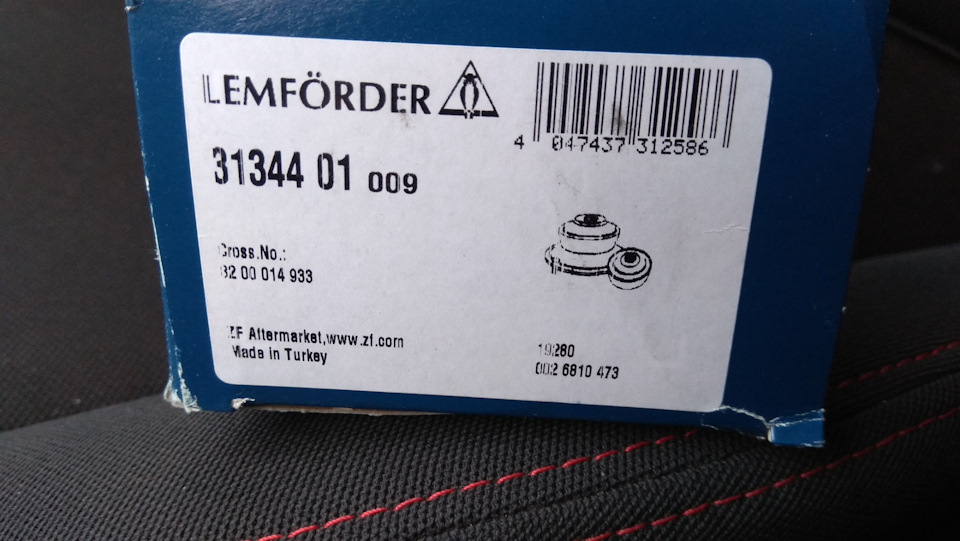 LEMFÖRDER
4 047437 312586
31344 01 009
Cross.No.:
82 00 014 933
ZF Aftermarket,www.zf.com
Made in Turkey
19280
002 6810 473